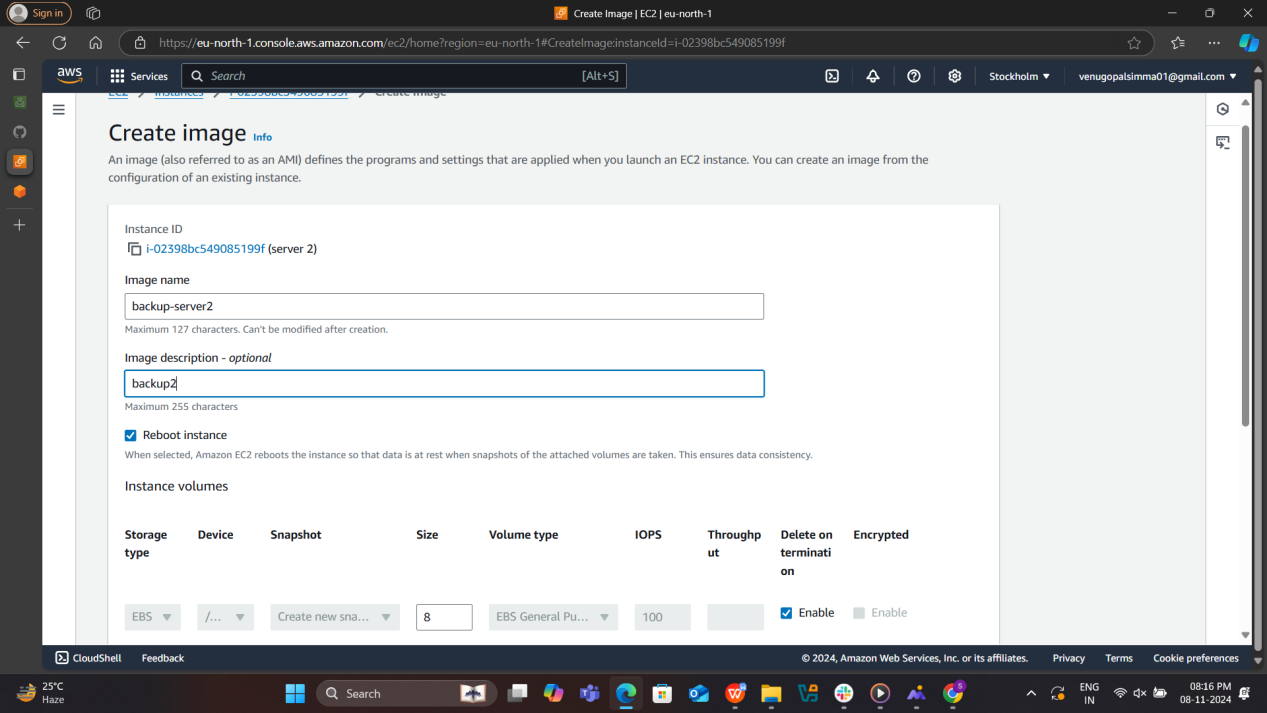 Sign in
Create Image | EC2 | eu-north-1
https://eu-north-1.console.aws.amazon.com/ec2/home?region=eu-north-1#CreateImage:instanceId=i-02398bc549085199f
aws
Services
Search
[Alt+S]
Stockholm
venugopalsimma01@gmail.com
EC2
Instances
i-02398bc549085199f
Create image
Create image Info
An image (also referred to as an AMI) defines the programs and settings that are applied when you launch an EC2 instance. You can create an image from the
configuration of an existing instance.
Instance ID
i-02398bc549085199f (server 2)
Image name
backup-server2
Maximum 127 characters. Can't be modified after creation.
Image description - optional
backup2
Maximum 255 characters
Reboot instance
When selected, Amazon EC2 reboots the instance so that data is at rest when snapshots of the attached volumes are taken. This ensures data consistency.
Instance volumes
Storage type
Device
Snapshot
Size
Volume type
IOPS
Throughp ut
Delete on terminati on
Encrypted
EBS
/...
Create new sna...
8
EBS General Pu...
100
Enable
Enable
CloudShell
Feedback
© 2024, Amazon Web Services, Inc. or its affiliates.
Privacy
Terms
Cookie preferences
25°C
Haze
Search
ENG
IN
08:16 PM
08-11-2024